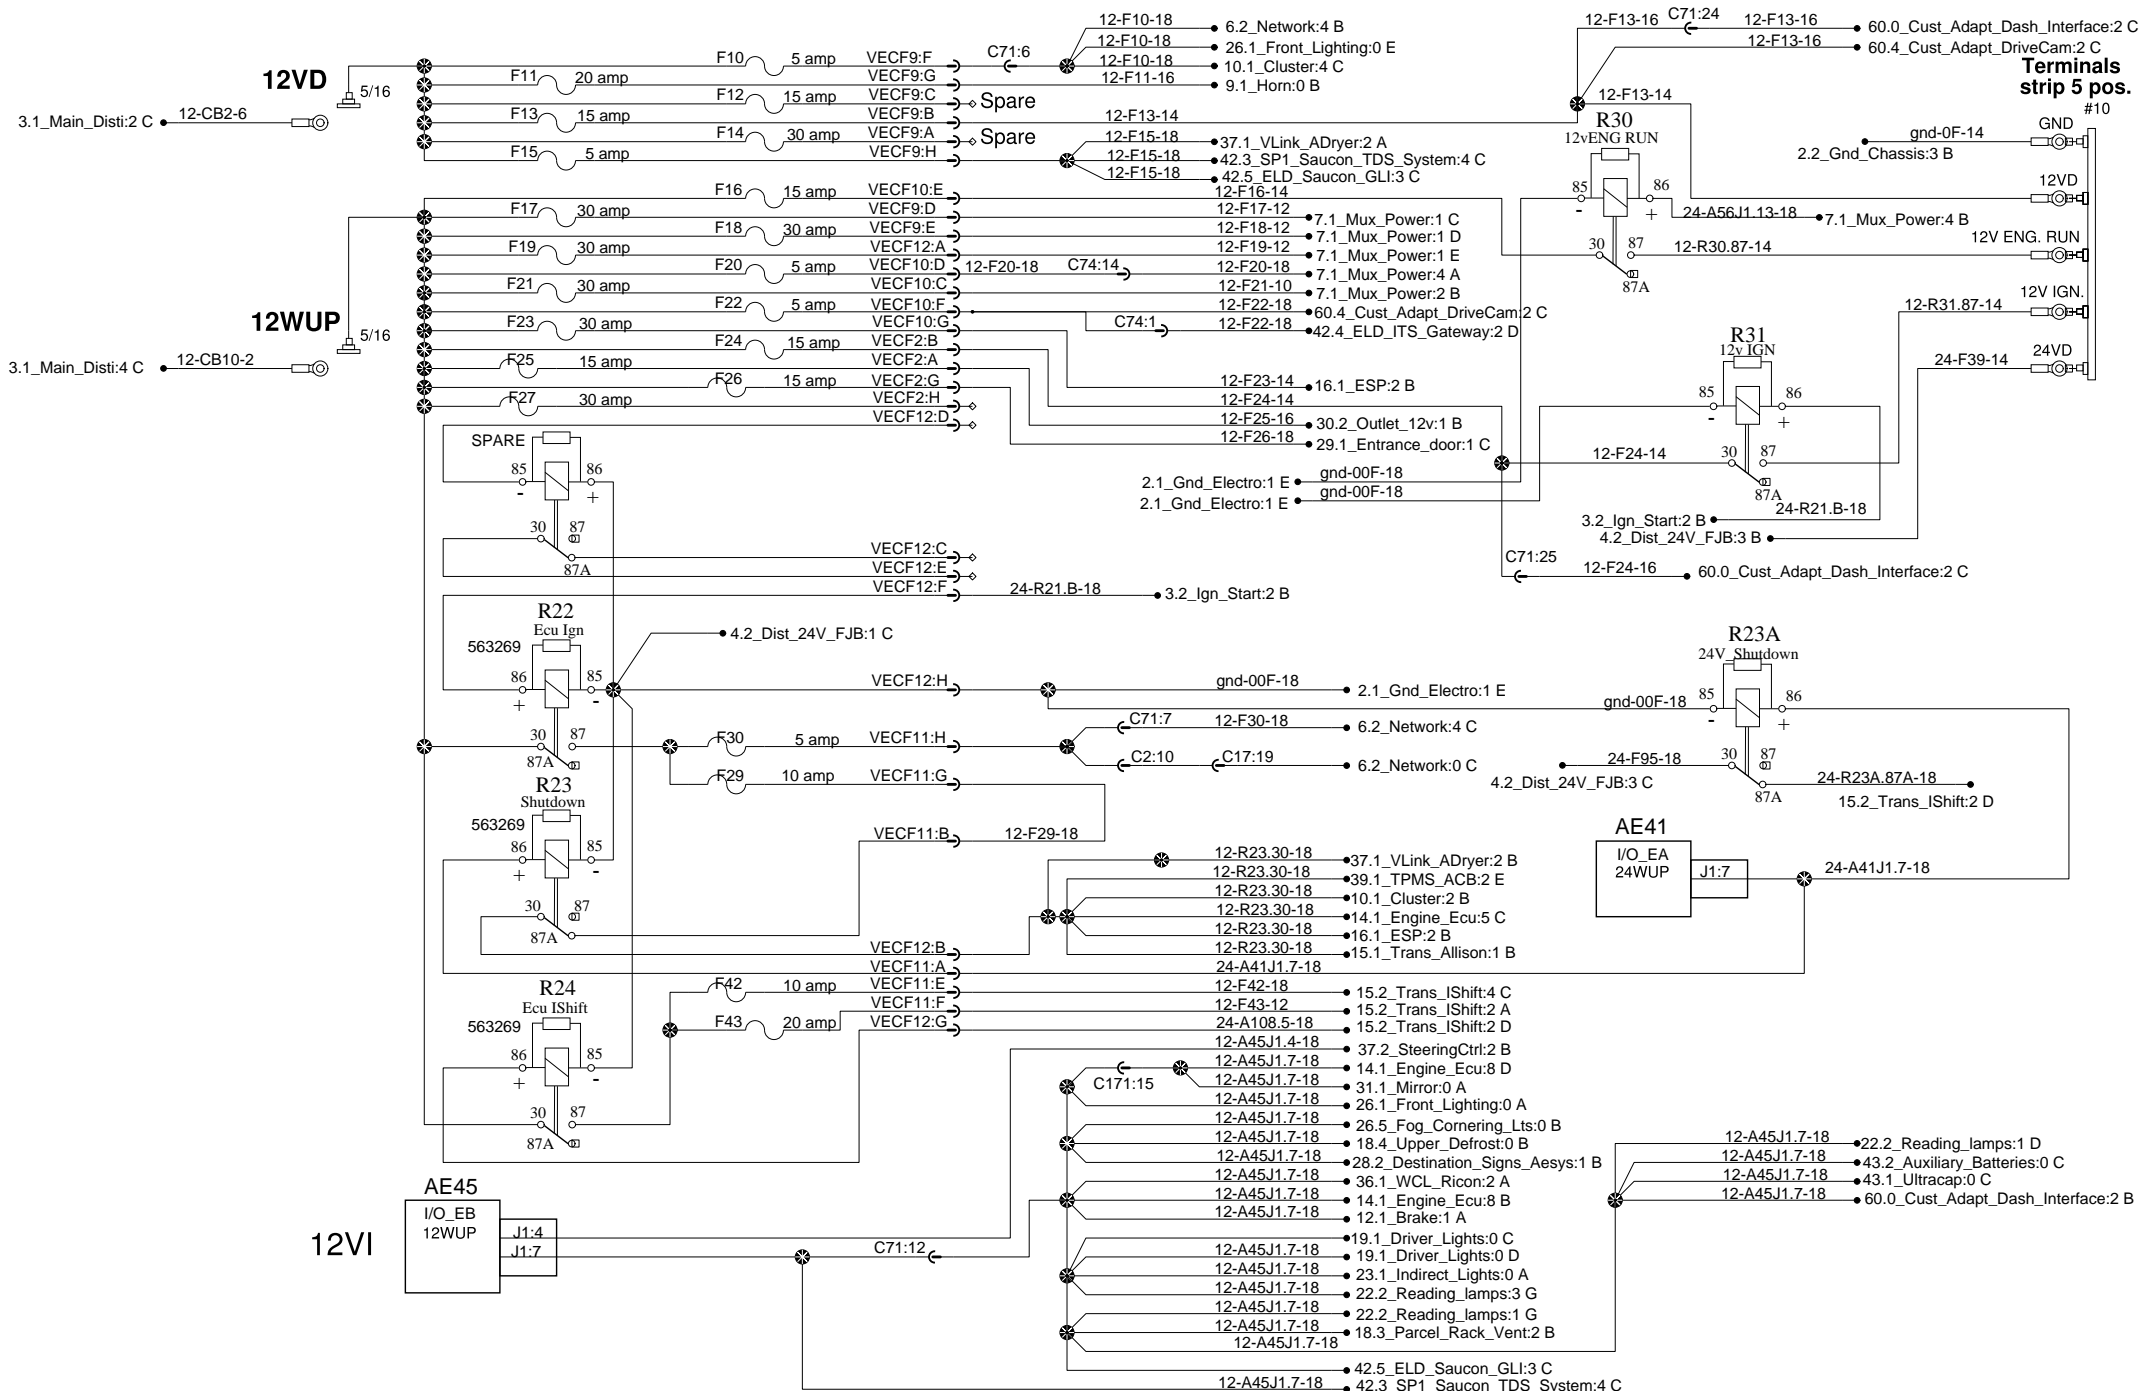 12VD
5/16
3.1_Main_Disti:2 C
12-CB2-6
F10 5 amp VECF9:F C71:6
F11 20 amp VECF9:G
F12 15 amp VECF9:C Spare
F13 15 amp VECF9:B 12-F13-14
F14 30 amp VECF9:A Spare
F15 5 amp VECF9:H
12-F10-18 6.2_Network:4 B
12-F10-18 26.1_Front_Lighting:0 E
12-F10-18 10.1_Cluster:4 C
12-F11-16 9.1_Horn:0 B
12-F15-18 37.1_VLink_ADryer:2 A
12-F15-18 42.3_SP1_Saucon_TDS_System:4 C
12-F15-18 42.5_ELD_Saucon_GLI:3 C
12-F13-16 C71:24 12-F13-16 60.0_Cust_Adapt_Dash_Interface:2 C
12-F13-16 60.4_Cust_Adapt_DriveCam:2 C
12-F13-14
Terminals
strip 5 pos.
#10
GND
gnd-0F-14
2.2_Gnd_Chassis:3 B
12VD
12V ENG. RUN
12V IGN.
24VD
R30
12vENG RUN
85 86
- +
24-A56J1.13-18 7.1_Mux_Power:4 B
30 87 12-R30.87-14
87A
12WUP
5/16
3.1_Main_Disti:4 C
12-CB10-2
F16 15 amp VECF10:E 12-F16-14
F17 30 amp VECF9:D 12-F17-12 7.1_Mux_Power:1 C
F18 30 amp VECF9:E 12-F18-12 7.1_Mux_Power:1 D
F19 30 amp VECF12:A 12-F19-12 7.1_Mux_Power:1 E
F20 5 amp VECF10:D 12-F20-18 C74:14 12-F20-18 7.1_Mux_Power:4 A
F21 30 amp VECF10:C 12-F21-10 7.1_Mux_Power:2 B
F22 5 amp VECF10:F 12-F22-18 60.4_Cust_Adapt_DriveCam:2 C
C74:1 12-F22-18 42.4_ELD_ITS_Gateway:2 D
F23 30 amp VECF10:G
F24 15 amp VECF2:B
F25 15 amp VECF2:A
F26 15 amp VECF2:G
F27 30 amp VECF2:H
VECF12:D
12-F23-14 16.1_ESP:2 B
12-F24-14
12-F25-16 30.2_Outlet_12v:1 B
12-F26-18 29.1_Entrance_door:1 C
2.1_Gnd_Electro:1 E gnd-00F-18
2.1_Gnd_Electro:1 E gnd-00F-18
R31
12v IGN
85 86
- +
12-F24-14 30 87
87A
12-R31.87-14
24-F39-14
24-R21.B-18
3.2_Ign_Start:2 B
4.2_Dist_24V_FJB:3 B
C71:25
12-F24-16 60.0_Cust_Adapt_Dash_Interface:2 C
SPARE
85 86
- +
30 87
87A
VECF12:C
VECF12:E
VECF12:F 24-R21.B-18 3.2_Ign_Start:2 B
R22
Ecu Ign
563269
86 85
+ -
30 87
87A
4.2_Dist_24V_FJB:1 C
VECF12:H gnd-00F-18 2.1_Gnd_Electro:1 E
F30 5 amp VECF11:H
C71:7 12-F30-18 6.2_Network:4 C
C2:10 C17:19 6.2_Network:0 C
F29 10 amp VECF11:G
VECF11:B 12-F29-18
R23A
24V_Shutdown
gnd-00F-18 85 86
- +
24-F95-18 30 87
4.2_Dist_24V_FJB:3 C
87A
24-R23A.87A-18
15.2_Trans_IShift:2 D
R23
Shutdown
563269
86 85
+ -
30 87
87A
12-R23.30-18 37.1_VLink_ADryer:2 B
12-R23.30-18 39.1_TPMS_ACB:2 E
12-R23.30-18 10.1_Cluster:2 B
12-R23.30-18 14.1_Engine_Ecu:5 C
12-R23.30-18 16.1_ESP:2 B
12-R23.30-18 15.1_Trans_Allison:1 B
VECF12:B
VECF11:A 24-A41J1.7-18
AE41
I/O_EA
24WUP
J1:7
24-A41J1.7-18
R24
Ecu IShift
563269
86 85
+ -
30 87
87A
F42 10 amp VECF11:E 12-F42-18 15.2_Trans_IShift:4 C
F43 20 amp VECF11:F 12-F43-12 15.2_Trans_IShift:2 A
VECF12:G 24-A108.5-18 15.2_Trans_IShift:2 D
12-A45J1.4-18 37.2_SteeringCtrl:2 B
C171:15
12-A45J1.7-18 14.1_Engine_Ecu:8 D
12-A45J1.7-18 31.1_Mirror:0 A
12-A45J1.7-18 26.1_Front_Lighting:0 A
12-A45J1.7-18 26.5_Fog_Cornering_Lts:0 B
12-A45J1.7-18 18.4_Upper_Defrost:0 B
12-A45J1.7-18 28.2_Destination_Signs_Aesys:1 B
12-A45J1.7-18 36.1_WCL_Ricon:2 A
12-A45J1.7-18 14.1_Engine_Ecu:8 B
12-A45J1.7-18 12.1_Brake:1 A
19.1_Driver_Lights:0 C
12-A45J1.7-18 19.1_Driver_Lights:0 D
12-A45J1.7-18 23.1_Indirect_Lights:0 A
12-A45J1.7-18 22.2_Reading_lamps:3 G
12-A45J1.7-18 22.2_Reading_lamps:1 G
12-A45J1.7-18 18.3_Parcel_Rack_Vent:2 B
12-A45J1.7-18
42.5_ELD_Saucon_GLI:3 C
12-A45J1.7-18 42.3_SP1_Saucon_TDS_System:4 C
12-A45J1.7-18 22.2_Reading_lamps:1 D
12-A45J1.7-18 43.2_Auxiliary_Batteries:0 C
12-A45J1.7-18 43.1_Ultracap:0 C
12-A45J1.7-18 60.0_Cust_Adapt_Dash_Interface:2 B
12VI
AE45
I/O_EB
12WUP
J1:4
J1:7
C71:12